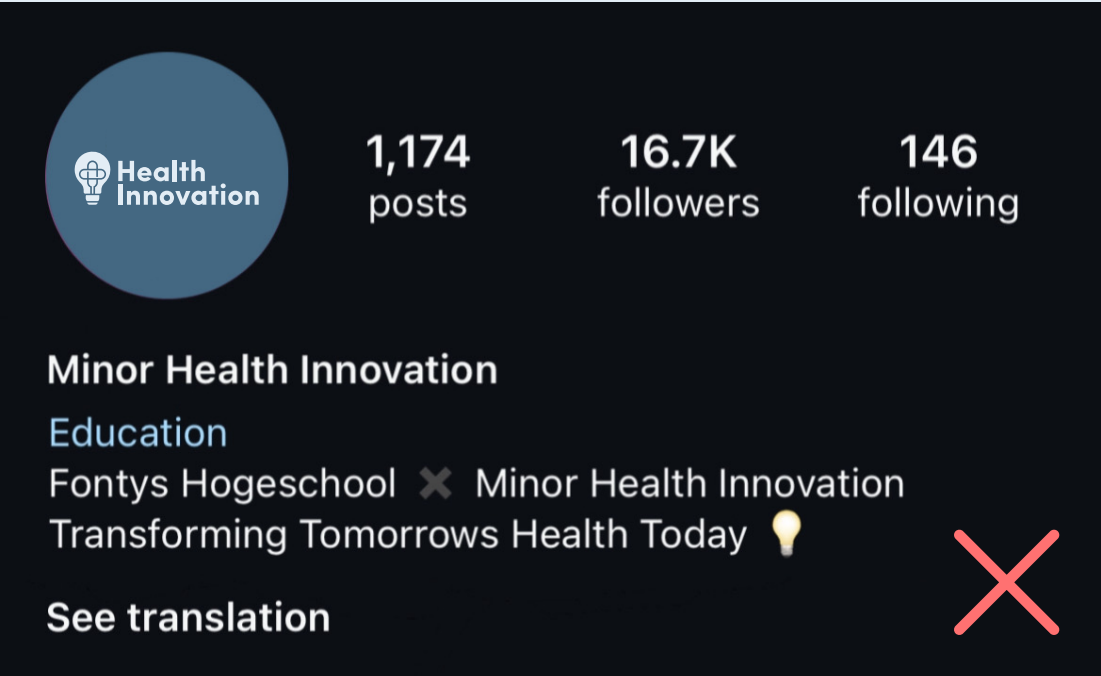 Health
Innovation
1,174
posts
16.7K
followers
146
following
Minor Health Innovation
Education
Fontys Hogeschool ✖ Minor Health Innovation
Transforming Tomorrows Health Today 💡
See translation